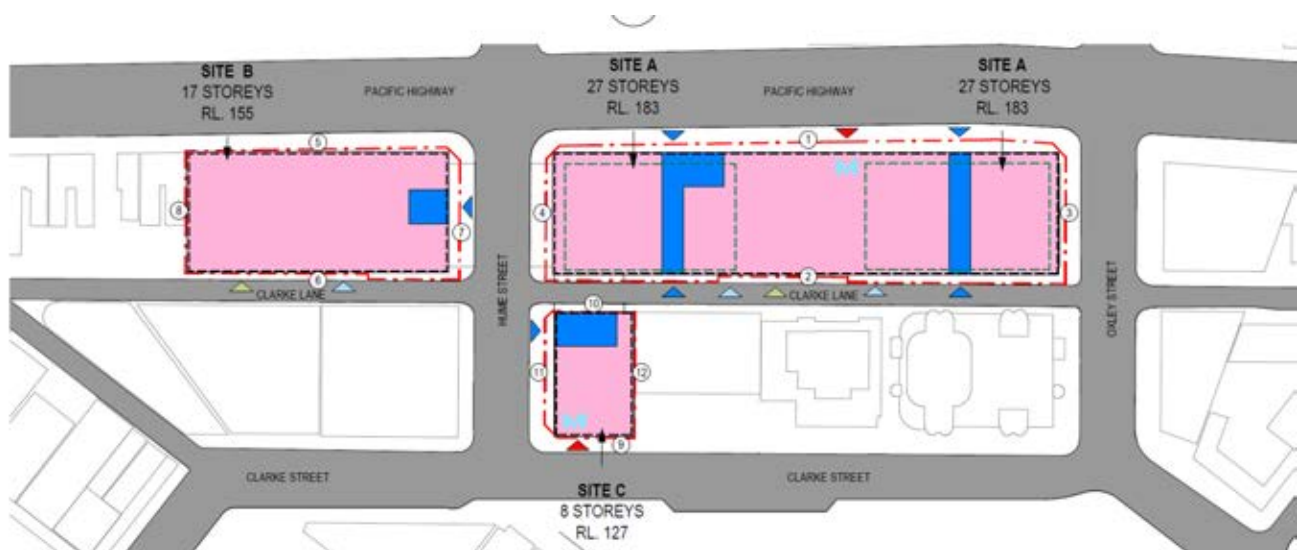 SITE B
17 STOREYS
RL. 155
PACIFIC HIGHWAY
SITE A
27 STOREYS
RL. 183
PACIFIC HIGHWAY
SITE A
27 STOREYS
RL. 183
5
1
8
7
4
3
6
2
CLARKE LANE
CLARKE LANE
HUME STREET
OXLEY STREET
10
11
12
9
CLARKE STREET
CLARKE STREET
SITE C
8 STOREYS
RL. 127